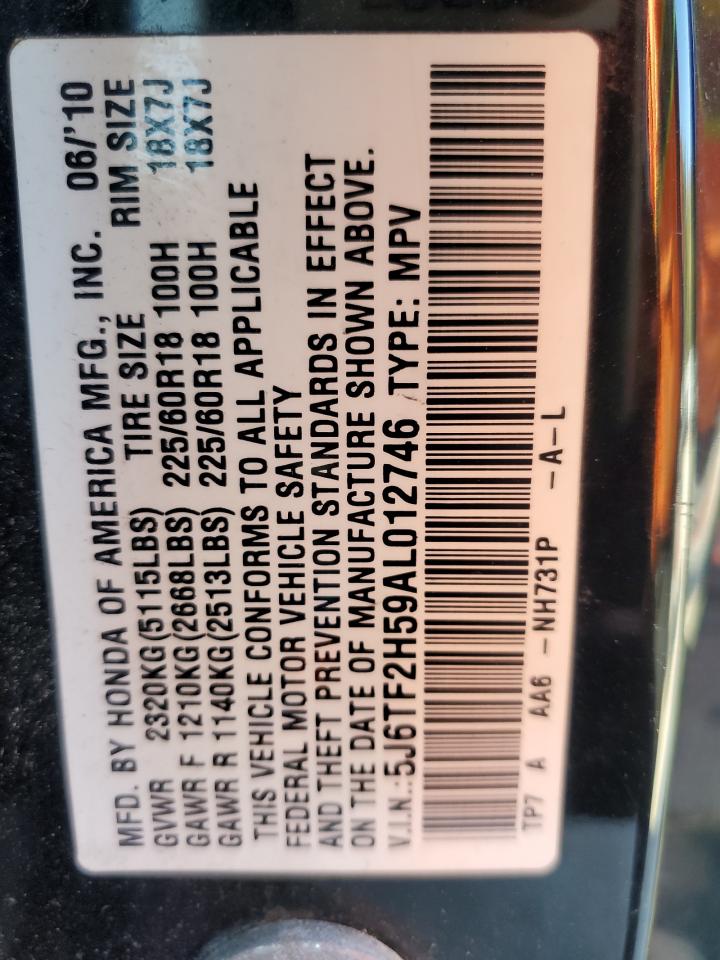 MFD. BY HONDA OF AMERICA MFG., INC. 06/'10
GVWR 2320KG(5115LBS) TIRE SIZE RIM SIZE
GAWR F 1210KG(2668LBS) 225/60R18 100H 18X7J
GAWR R 1140KG(2513LBS) 225/60R18 100H 18X7J
THIS VEHICLE CONFORMS TO ALL APPLICABLE
FEDERAL MOTOR VEHICLE SAFETY
AND THEFT PREVENTION STANDARDS IN EFFECT
ON THE DATE OF MANUFACTURE SHOWN ABOVE.
V.I.N.:5J6TF2H59AL012746 TYPE: MPV
TP7 A AA6 -NH731P -A-L